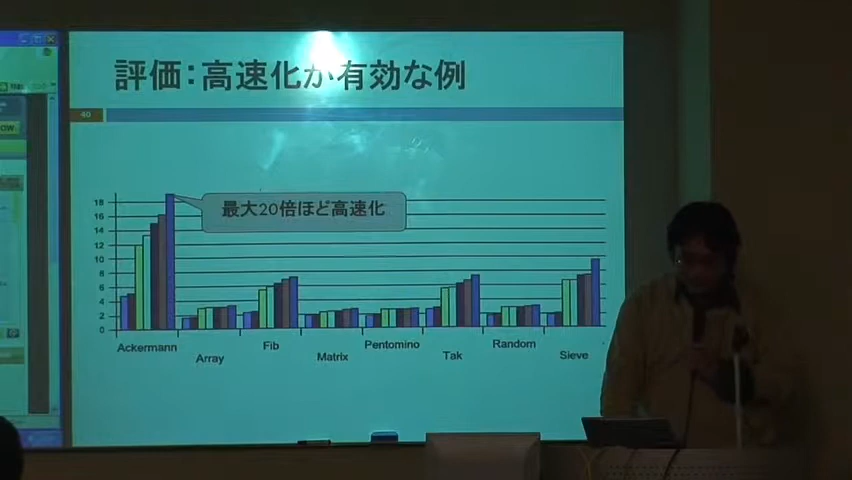 評価：高速化が有効な例
40
最大20倍ほど高速化
18
16
14
12
10
8
6
4
2
0
Ackermann
Array
Fib
Matrix
Pentomino
Tak
Random
Sieve